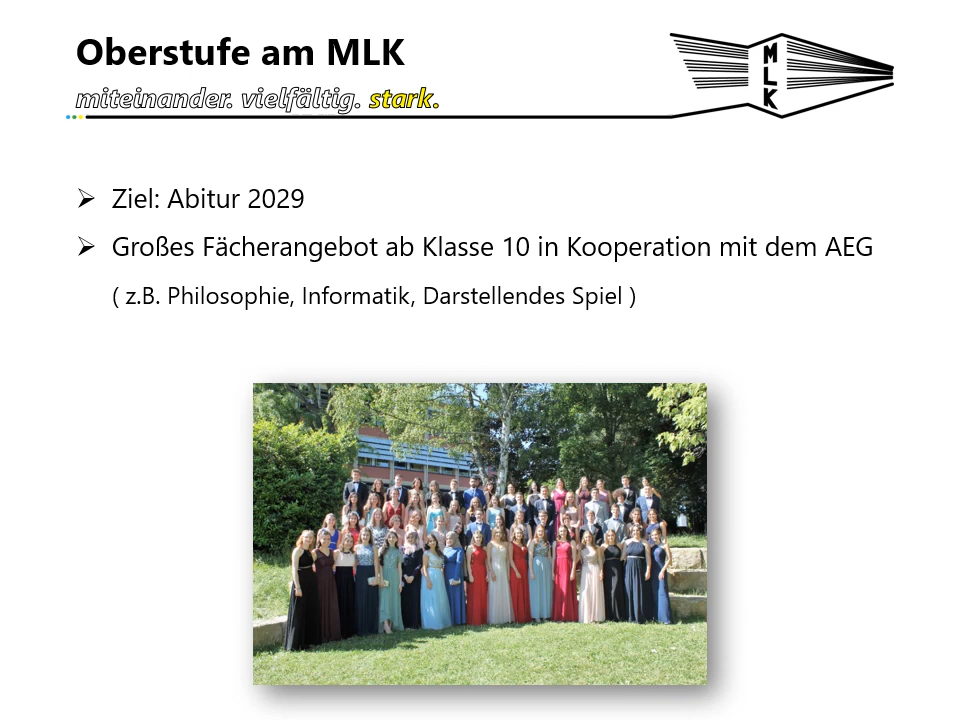 Oberstufe am MLK
miteinander. vielfältig. stark.
MLK
Ziel: Abitur 2029
Großes Fächerangebot ab Klasse 10 in Kooperation mit dem AEG
( z.B. Philosophie, Informatik, Darstellendes Spiel )